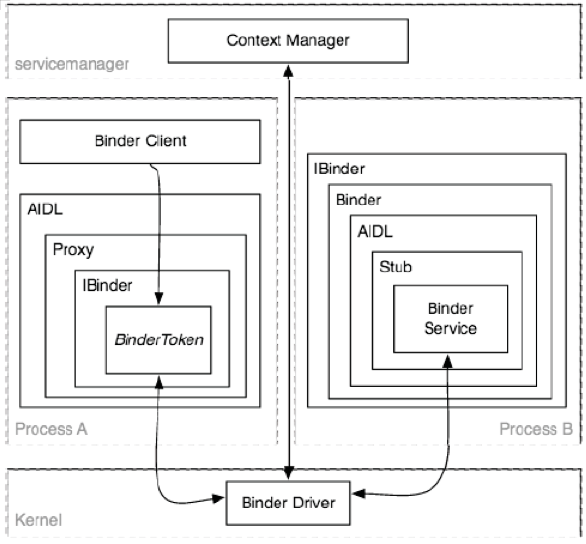 Context Manager
servicemanager
Binder Client
AIDL
Proxy
IBinder
BinderToken
Process A
IBinder
Binder
AIDL
Stub
Binder
Service
Process B
Binder Driver
Kernel